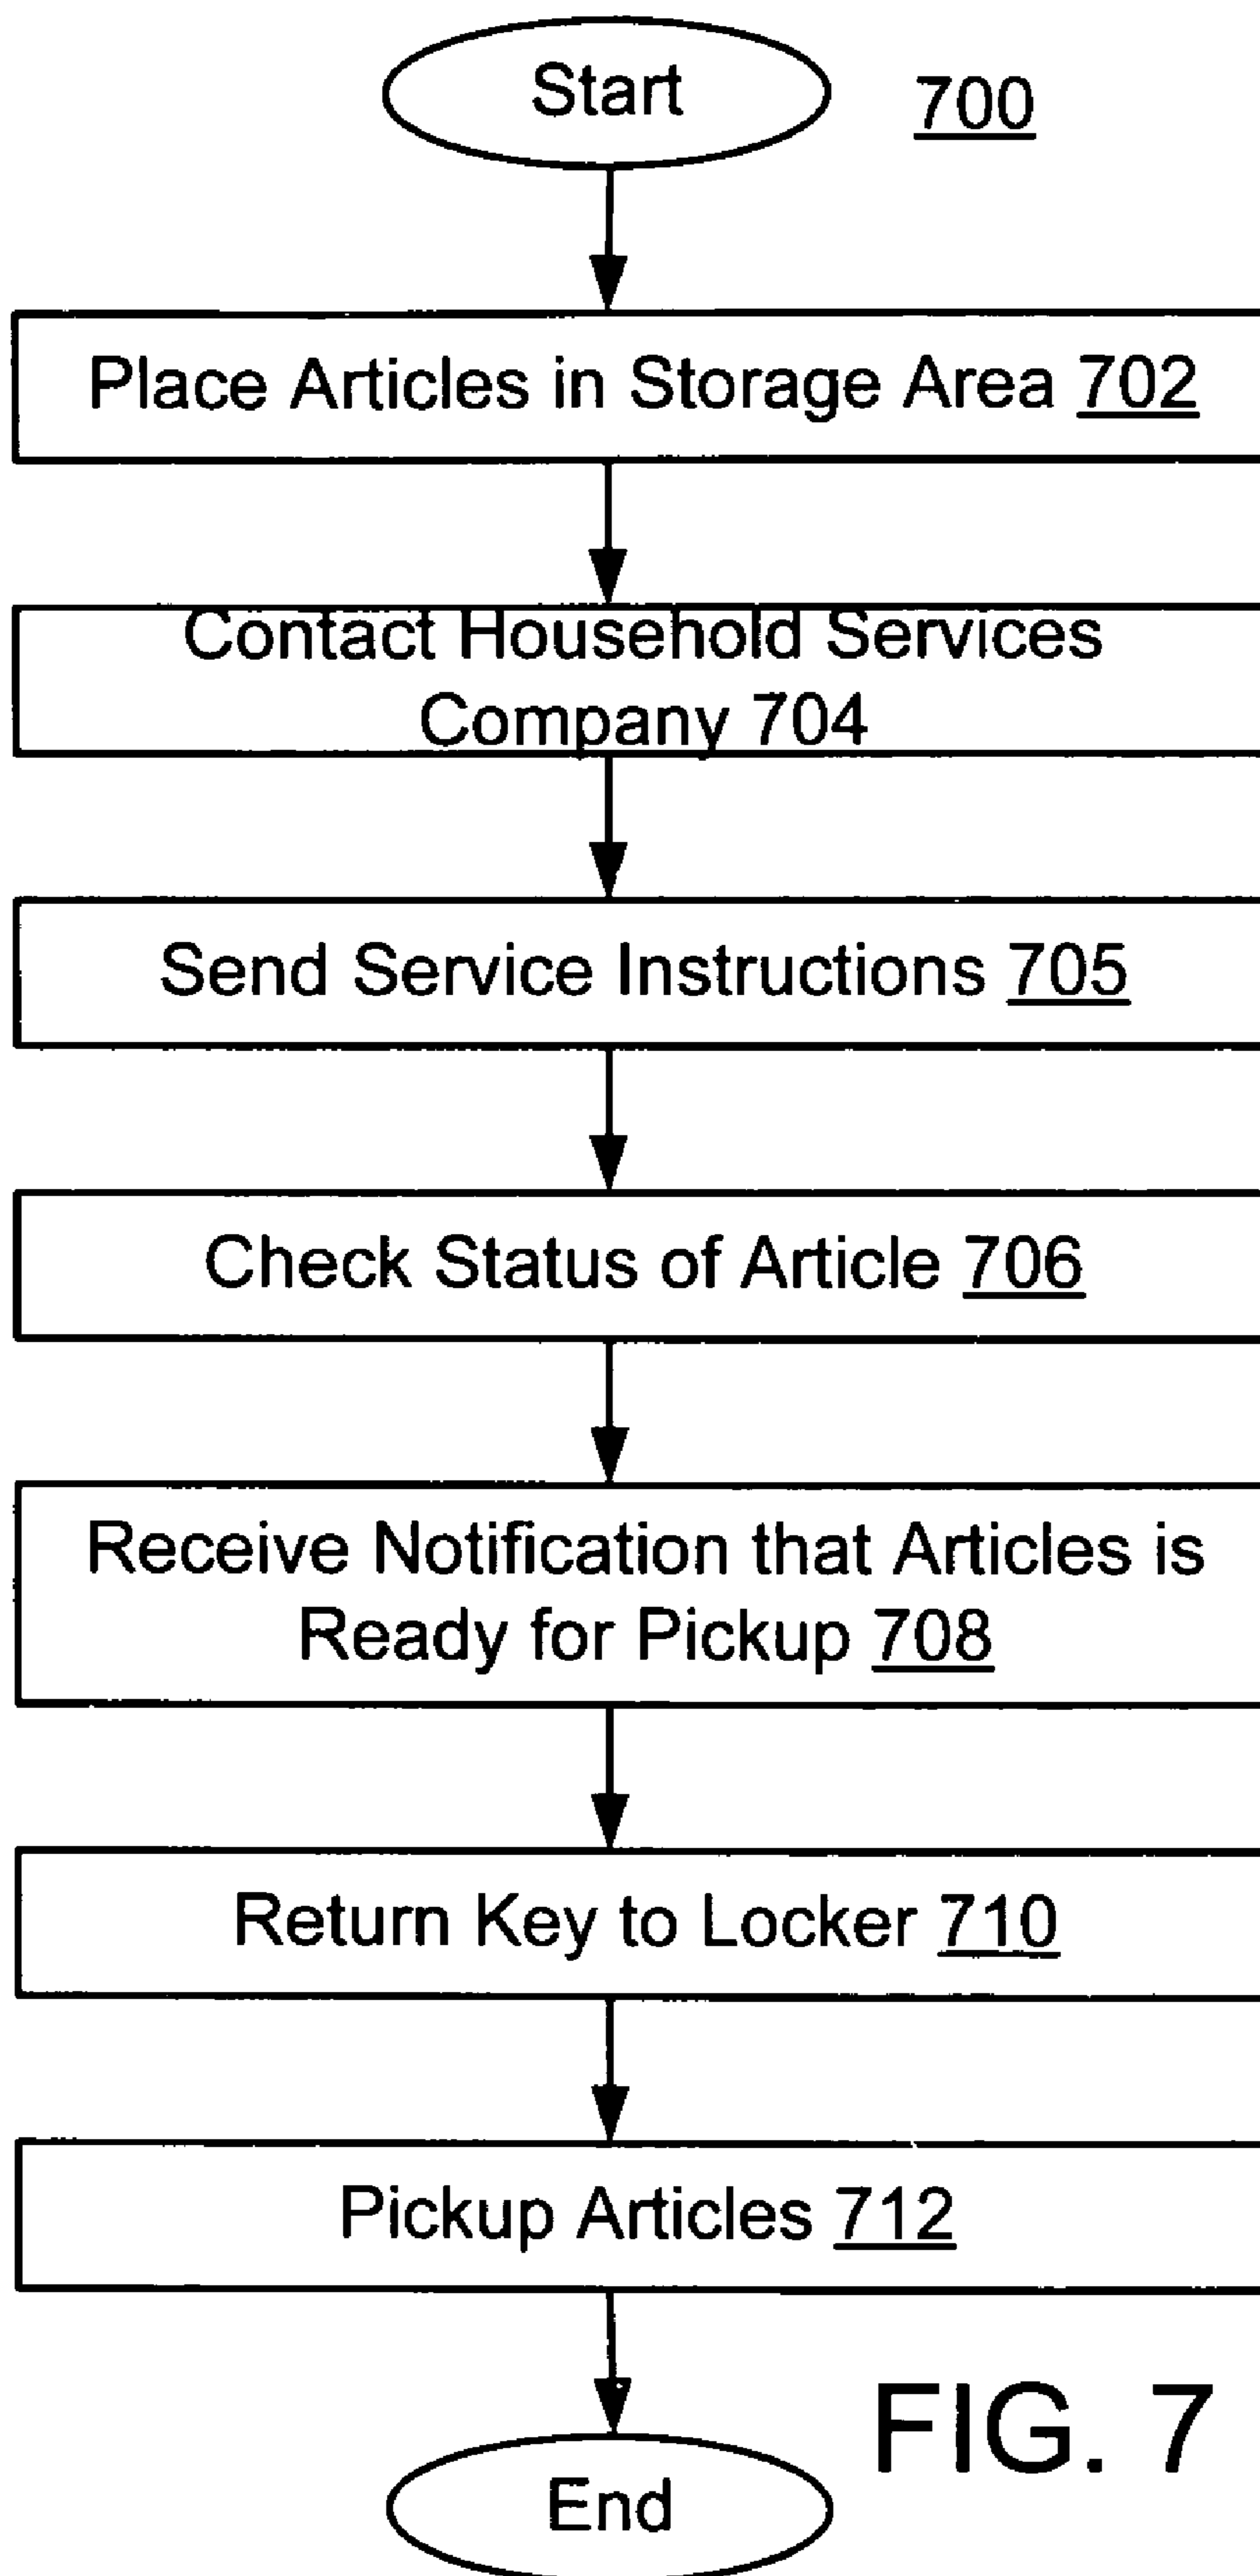 Start
700
Place Articles in Storage Area 702
Contact Household Services
Company 704
Send Service Instructions 705
Check Status of Article 706
Receive Notification that Articles is
Ready for Pickup 708
Return Key to Locker 710
Pickup Articles 712
FIG. 7
End